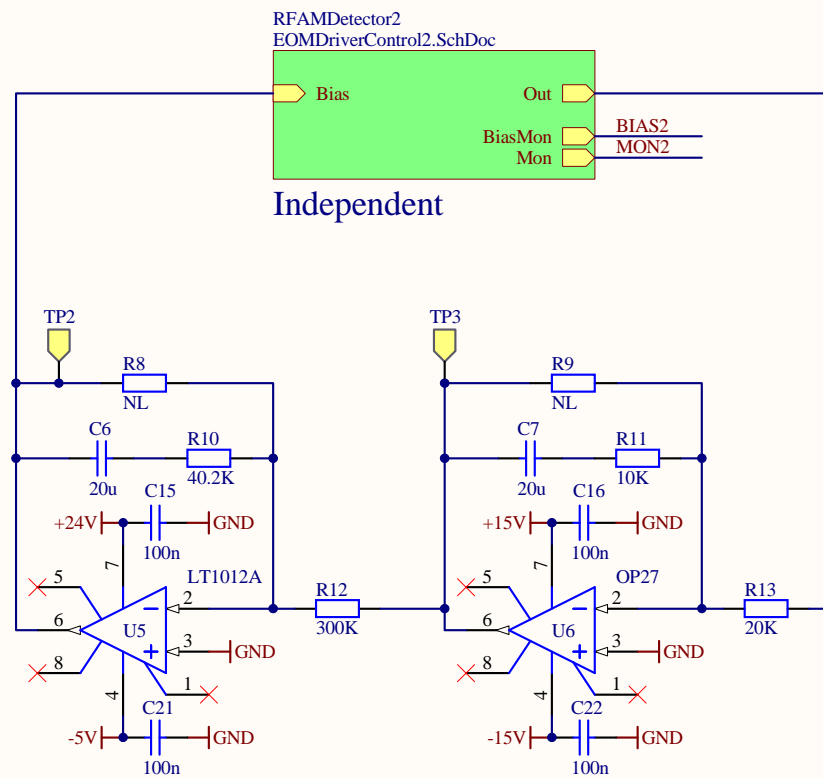 RFAMDetector2
EOMDriverControl2.SchDoc
Bias
Out
BiasMon
BIAS2
Mon
MON2
Independent
TP2
TP3
R8
NL
R9
NL
C6
20u
R10
40.2K
C7
20u
R11
10K
C15
+24V
GND
100n
C16
+15V
GND
100n
7
7
5
LT1012A
2
R12
300K
5
OP27
2
R13
20K
6
U5
3
GND
6
U6
3
GND
8
1
8
1
4
4
C21
-5V
GND
100n
C22
-15V
GND
100n